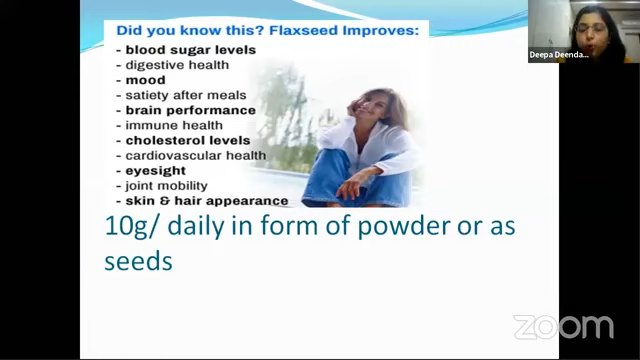 Did you know this? Flaxseed Improves:
- blood sugar levels
- digestive health
- mood
- satiety after meals
- brain performance
- immune health
- cholesterol levels
- cardiovascular health
- eyesight
- joint mobility
- skin & hair appearance
10g/ daily in form of powder or as
seeds
Deepa Deenda...
zoom